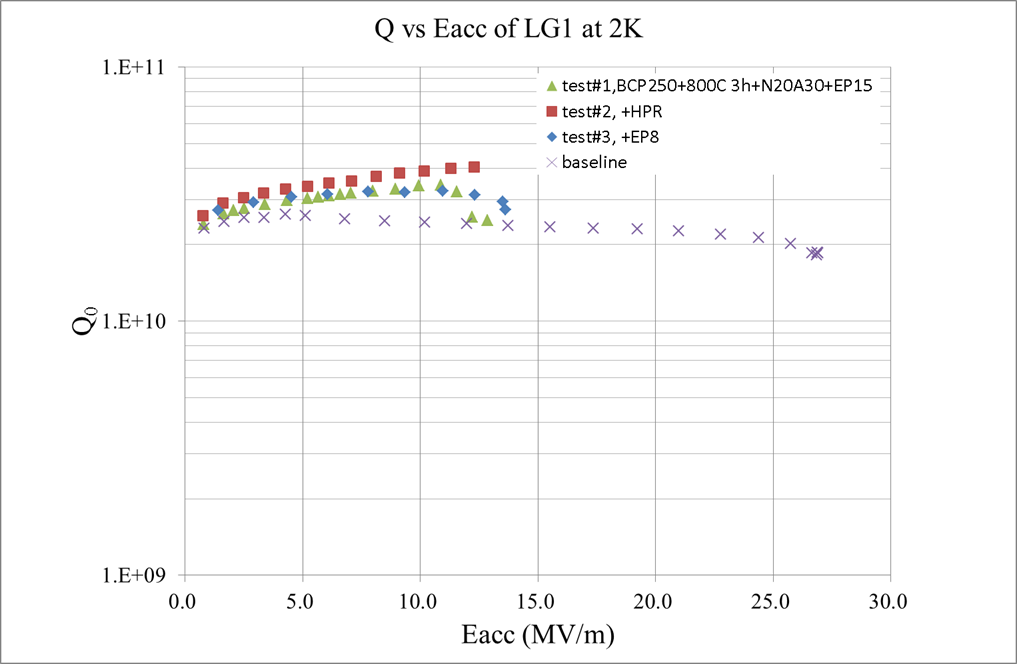 Q vs Eacc of LG1 at 2K
1.E+11
test#1,BCP250+800C 3h+N20A30+EP15
test#2, +HPR
test#3, +EP8
baseline
Q0
1.E+10
1.E+09
0.0 5.0 10.0 15.0 20.0 25.0 30.0
Eacc (MV/m)